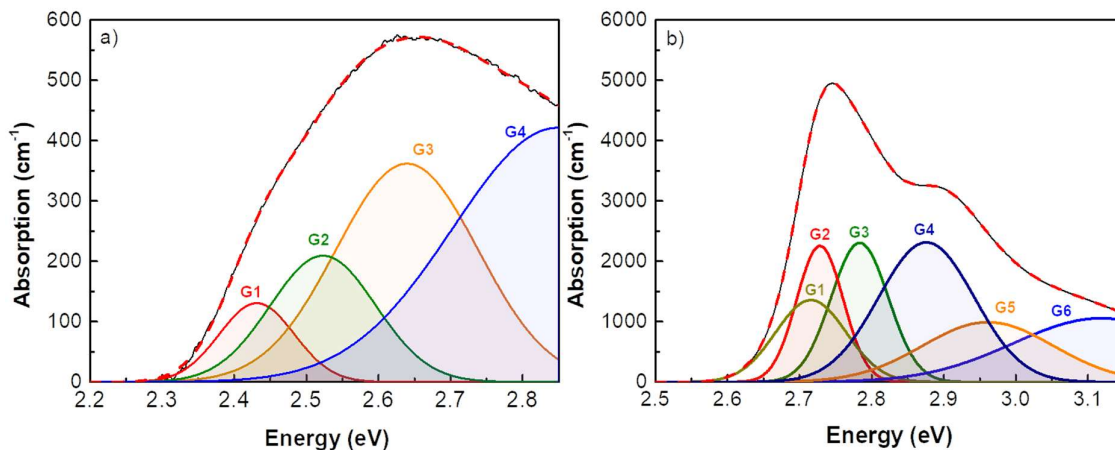 a)
600
500
400
300
200
100
0
Absorption (cm⁻¹)
G1
G2
G3
G4
2.2 2.3 2.4 2.5 2.6 2.7 2.8
Energy (eV)
b)
6000
5000
4000
3000
2000
1000
0
Absorption (cm⁻¹)
G1
G2
G3
G4
G5
G6
2.5 2.6 2.7 2.8 2.9 3.0 3.1
Energy (eV)